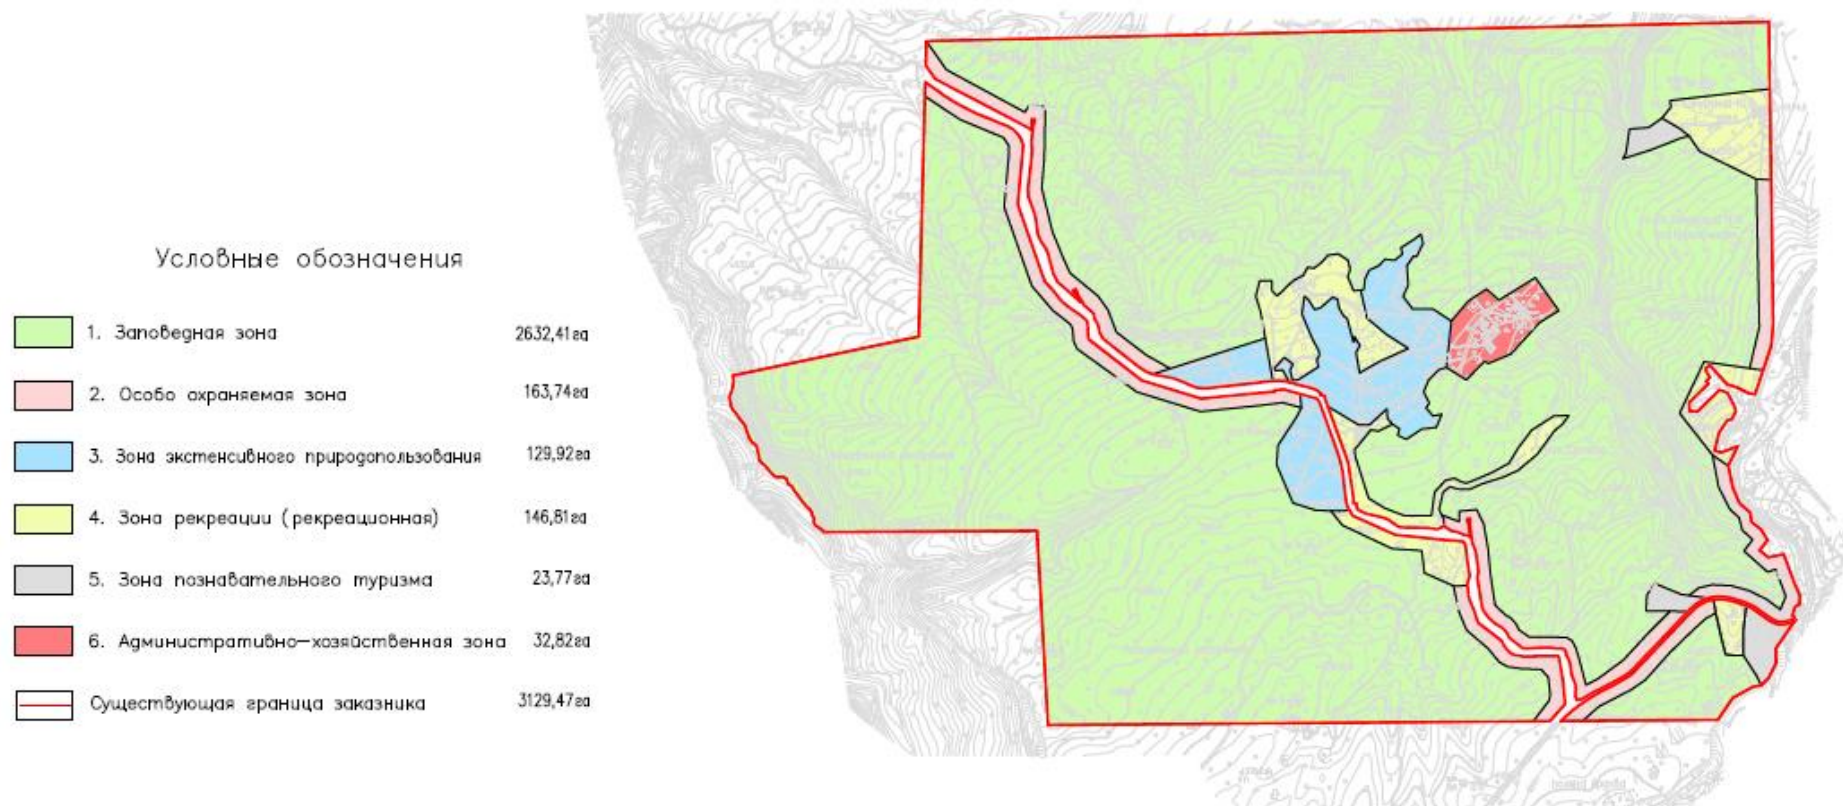 Условные обозначения
1. Заповедная зона 2632,41га
2. Особо охраняемая зона 163,74га
3. Зона экстенсивного природопользования 129,92га
4. Зона рекреации (рекреационная) 146,81га
5. Зона познавательного туризма 23,77га
6. Административно-хозяйственная зона 32,82га
Существующая граница заказника 3129,47га